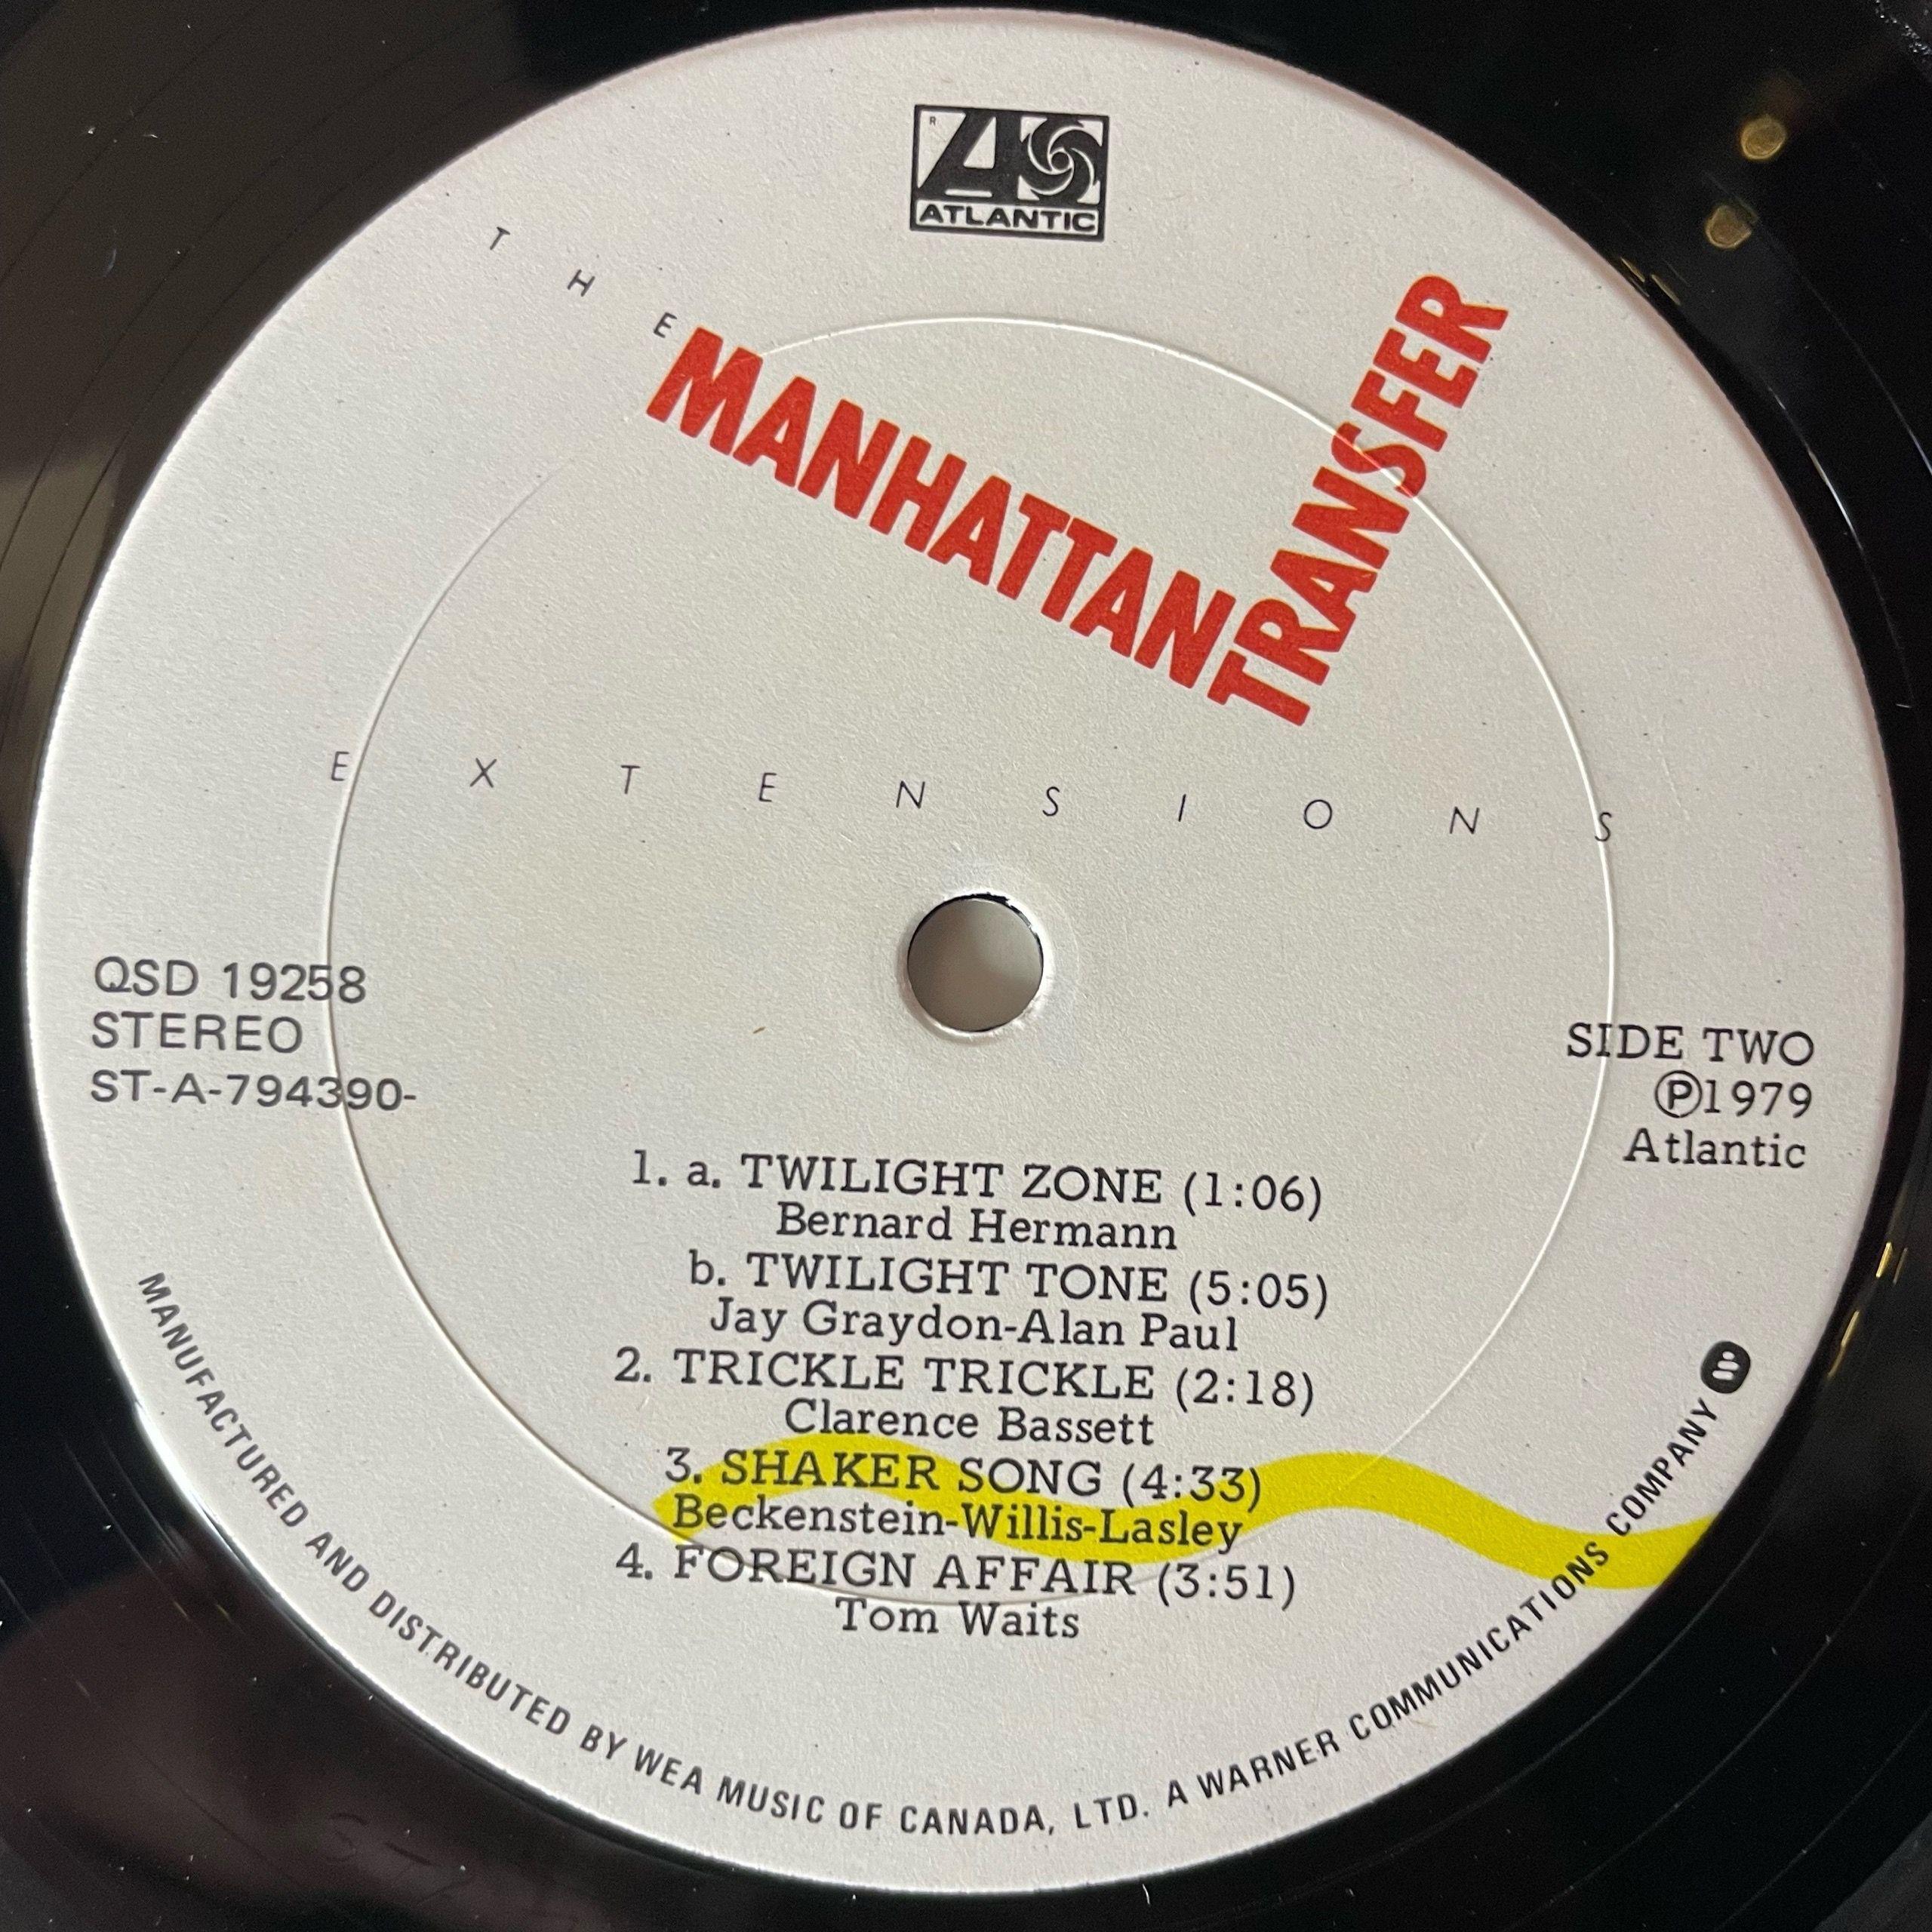 ATLANTIC
THE
MANHATTAN
TRANSFER
EXTENSIONS
QSD 19258
STEREO
ST-A-794390-
SIDE TWO
Ⓟ1979
Atlantic
1. a. TWILIGHT ZONE (1:06)
Bernard Hermann
b. TWILIGHT TONE (5:05)
Jay Graydon-Alan Paul
2. TRICKLE TRICKLE (2:18)
Clarence Bassett
3. SHAKER SONG (4:33)
Beckenstein-Willis-Lasley
4. FOREIGN AFFAIR (3:51)
Tom Waits
MANUFACTURED AND DISTRIBUTED BY WEA MUSIC OF CANADA, LTD. A WARNER COMMUNICATIONS COMPANY